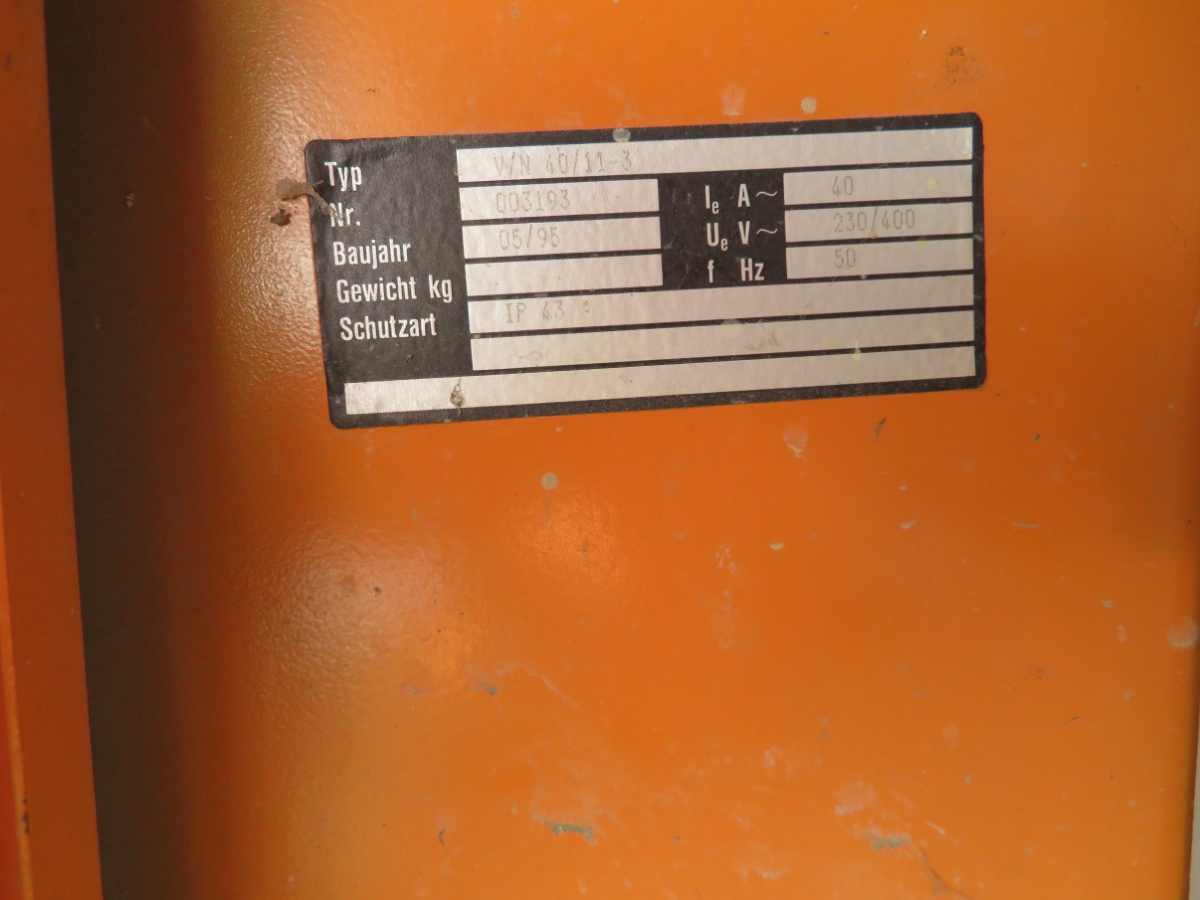 Typ V/N 40/11-3
Nr. 003193 Ie A~ 40
Baujahr 05/95 Ue V~ 230/400
Gewicht kg f Hz 50
Schutzart IP 43